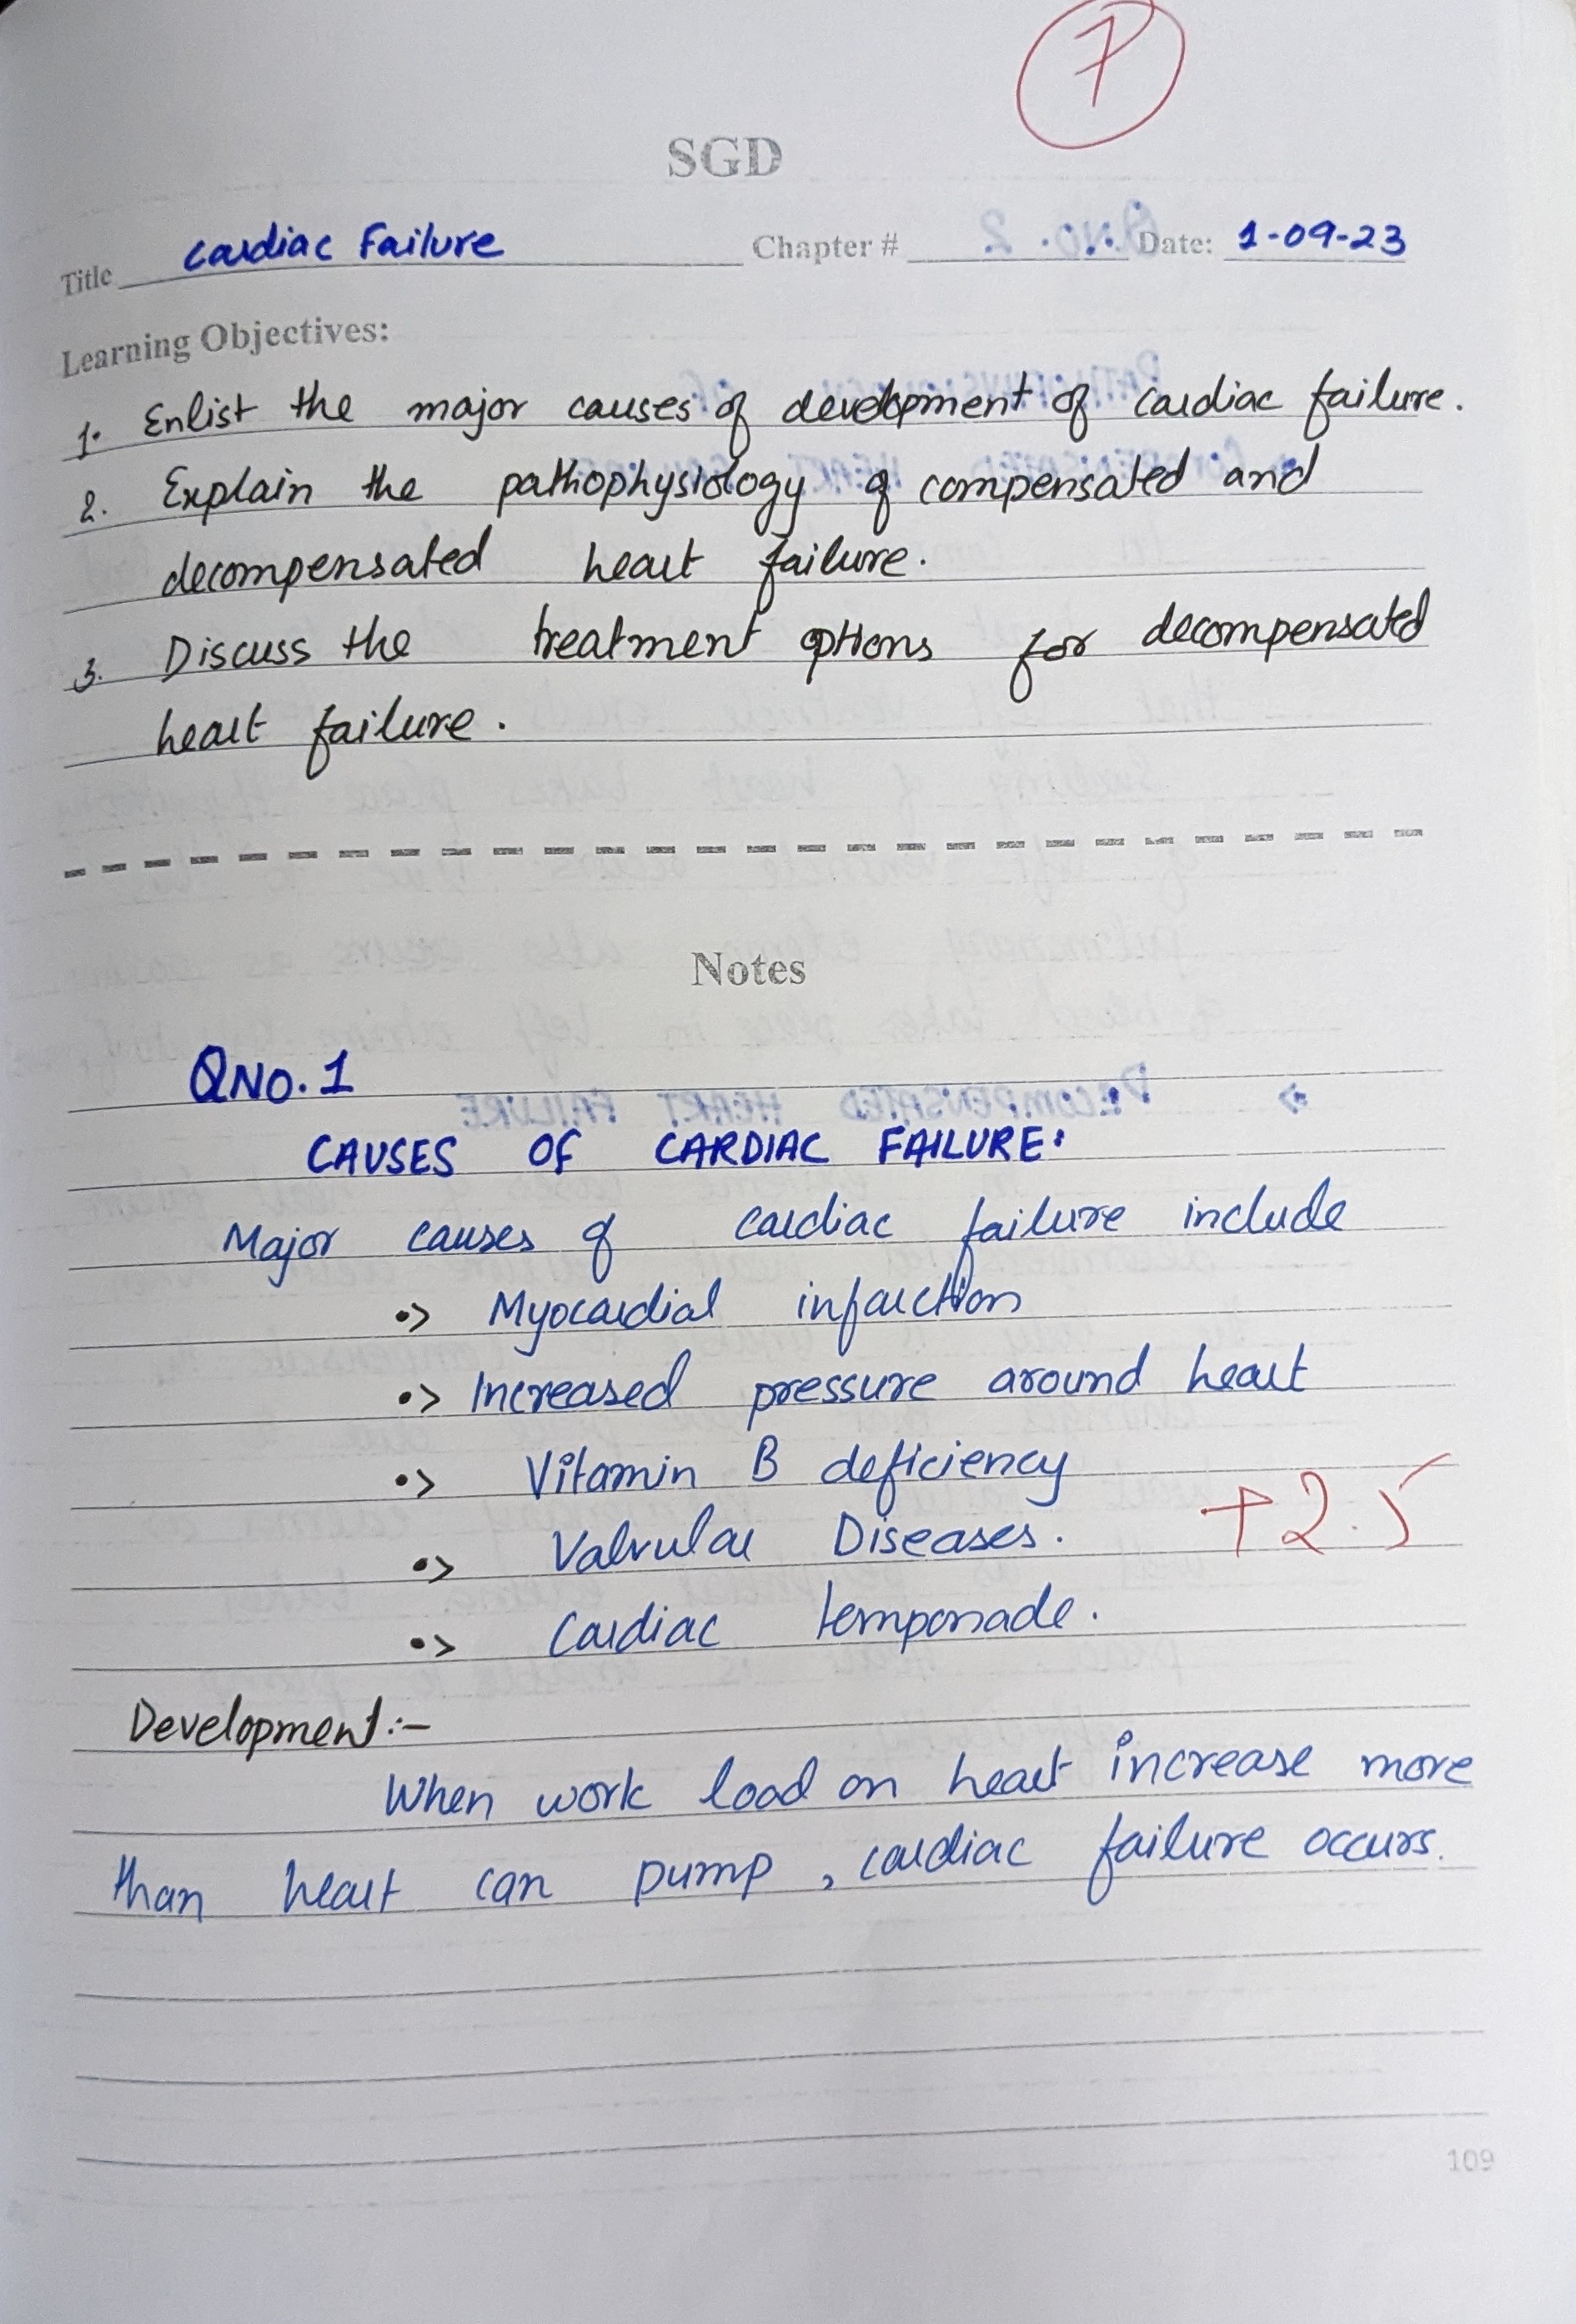 7
SGD
Title Cardiac Failure Chapter # Date: 1-09-23
Learning Objectives:
1. Enlist the major causes of development of cardiac failure.
2. Explain the pathophysiology of compensated and
decompensated heart failure.
3. Discuss the treatment options for decompensated
heart failure.
Notes
QNO. 1
CAUSES OF CARDIAC FAILURE:
Major causes of cardiac failure include
•> Myocardial infarction
•> Increased pressure around heart
•> Vitamin B deficiency
•> Valvular Diseases.
+2.5
•> Cardiac temponade.
Development:-
When work load on heart increase more
than heart can pump, cardiac failure occurs.
109